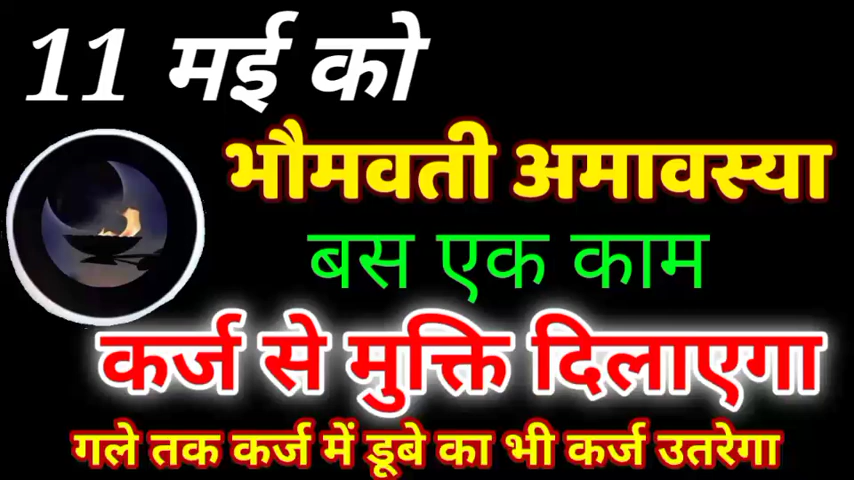 11 मई को
भौमवती अमावस्या
बस एक काम
कर्ज से मुक्ति दिलाएगा
गले तक कर्ज में डूबे का भी कर्ज उतरेगा